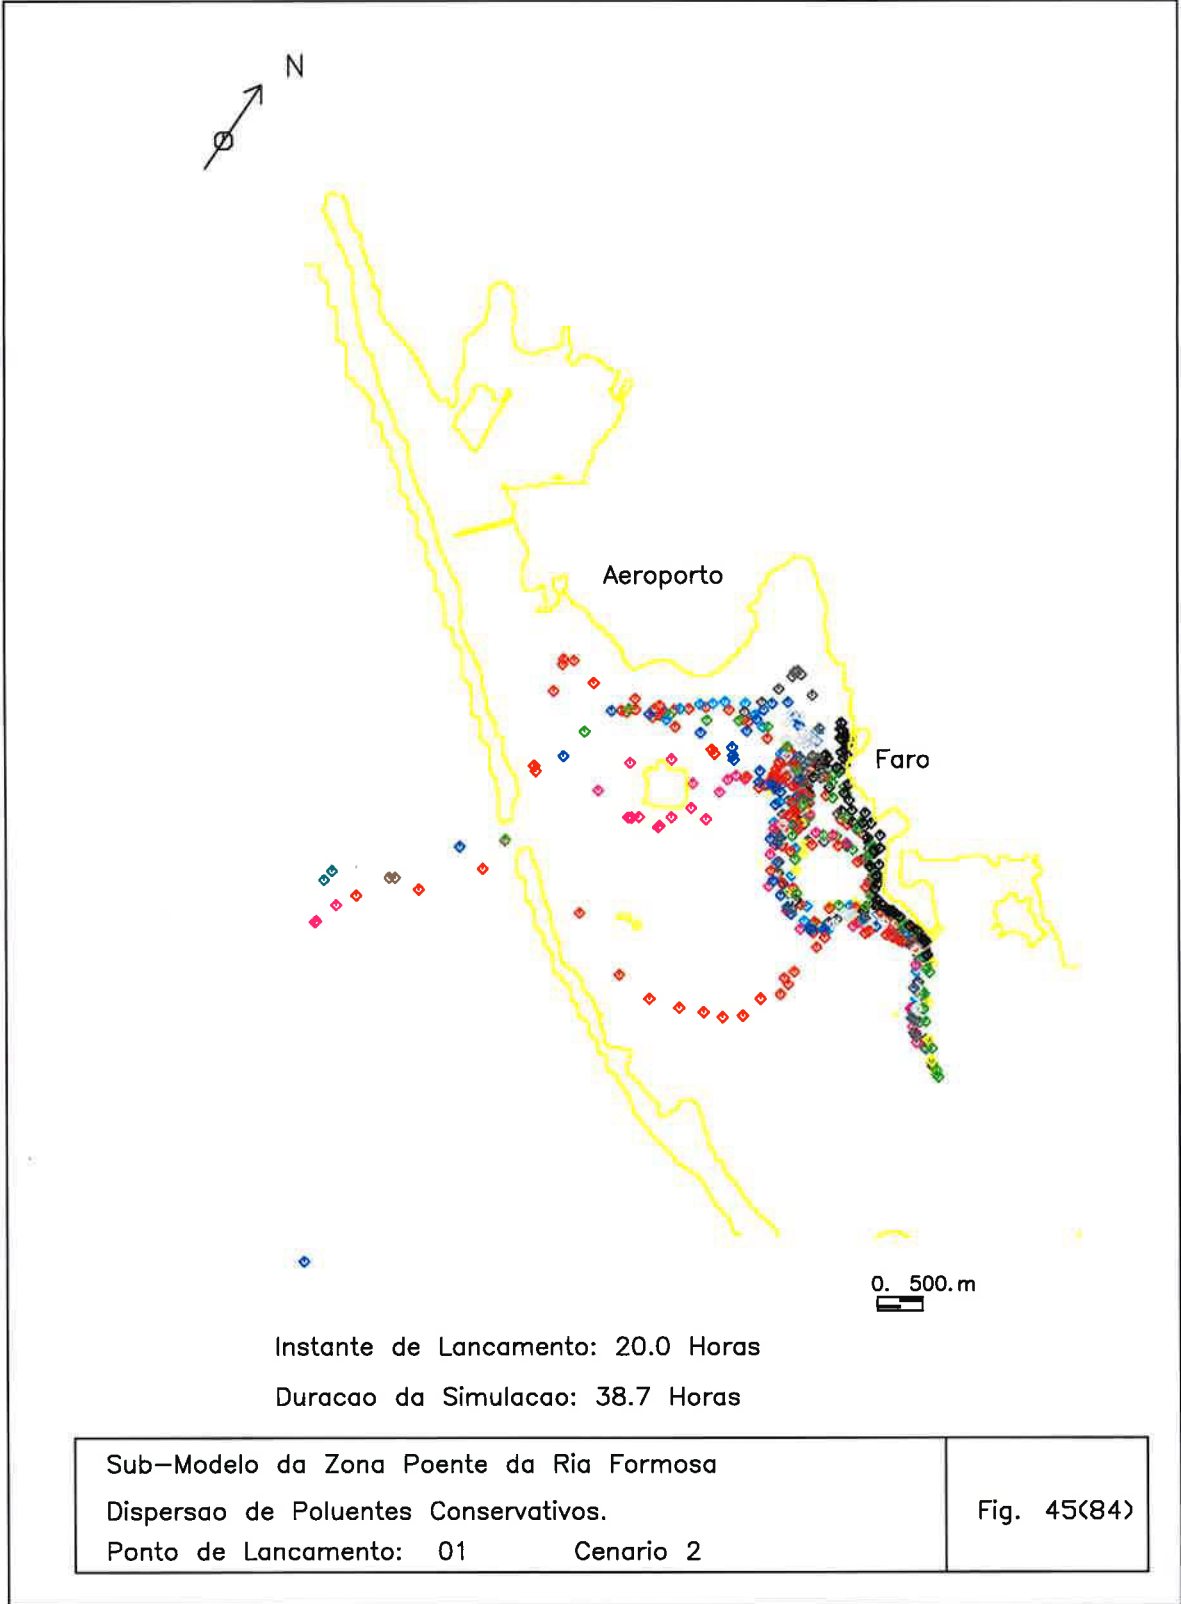 N
Aeroporto
Faro
0. 500.m
Instante de Lancamento: 20.0 Horas
Duracao da Simulacao: 38.7 Horas
Sub-Modelo da Zona Poente da Ria Formosa
Dispersao de Poluentes Conservativos.
Ponto de Lancamento: 01 Cenario 2
Fig. 45(84)